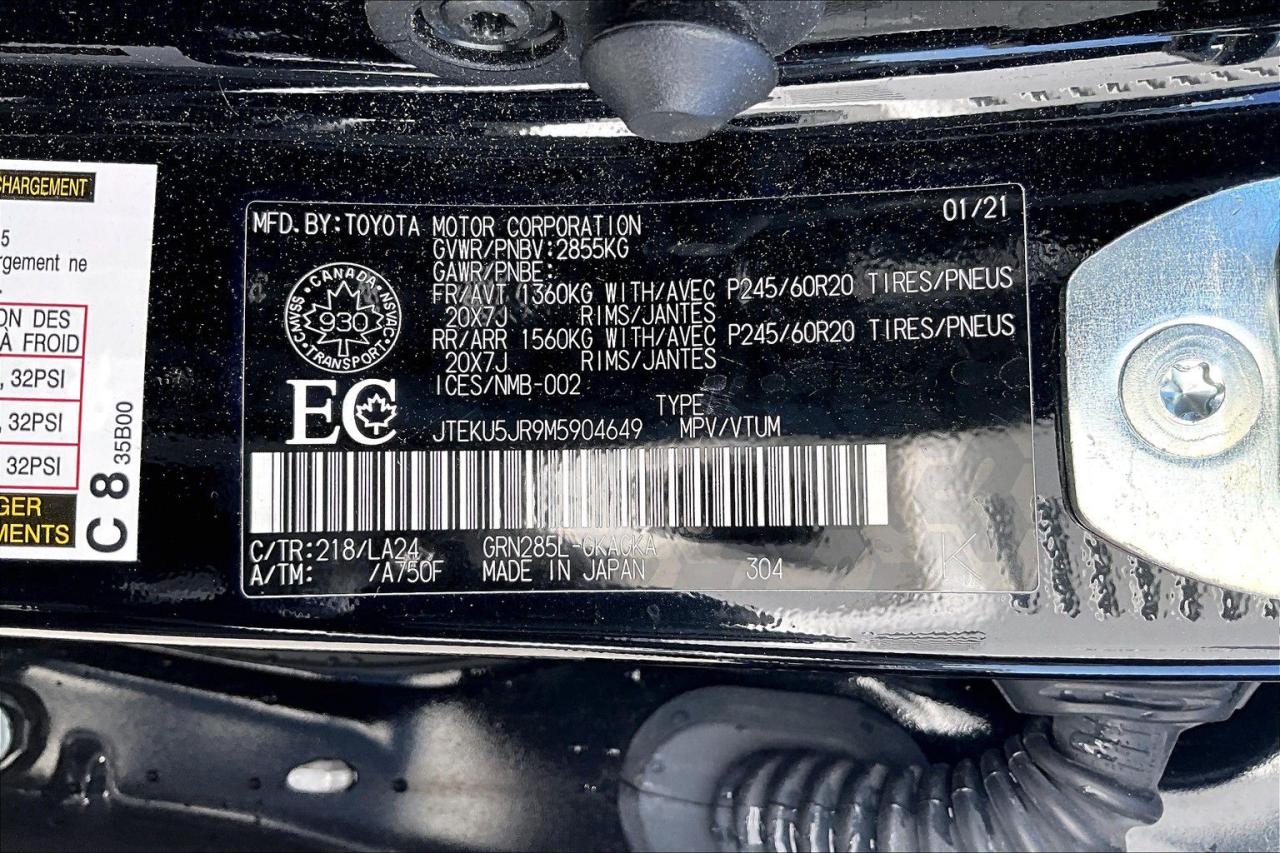 CHARGEMENT
5
rgement ne
ON DES
À FROID
, 32PSI
, 32PSI
32PSI
GER
MENTS
C 8
35B00
MFD. BY: TOYOTA MOTOR CORPORATION 01/21
GVWR/PNBV: 2855KG
GAWR/PNBE:
FR/AVT 1360KG WITH/AVEC P245/60R20 TIRES/PNEUS
20X7J RIMS/JANTES
RR/ARR 1560KG WITH/AVEC P245/60R20 TIRES/PNEUS
20X7J RIMS/JANTES
ICES/NMB-002
CANADA
CMVSS NSVAC
930
TRANSPORT
EC
TYPE
JTEKU5JR9M5904649 MPV/VTUM
C/TR: 218/LA24 GRN285L-GKAGKA
A/TM: /A750F MADE IN JAPAN 304 K